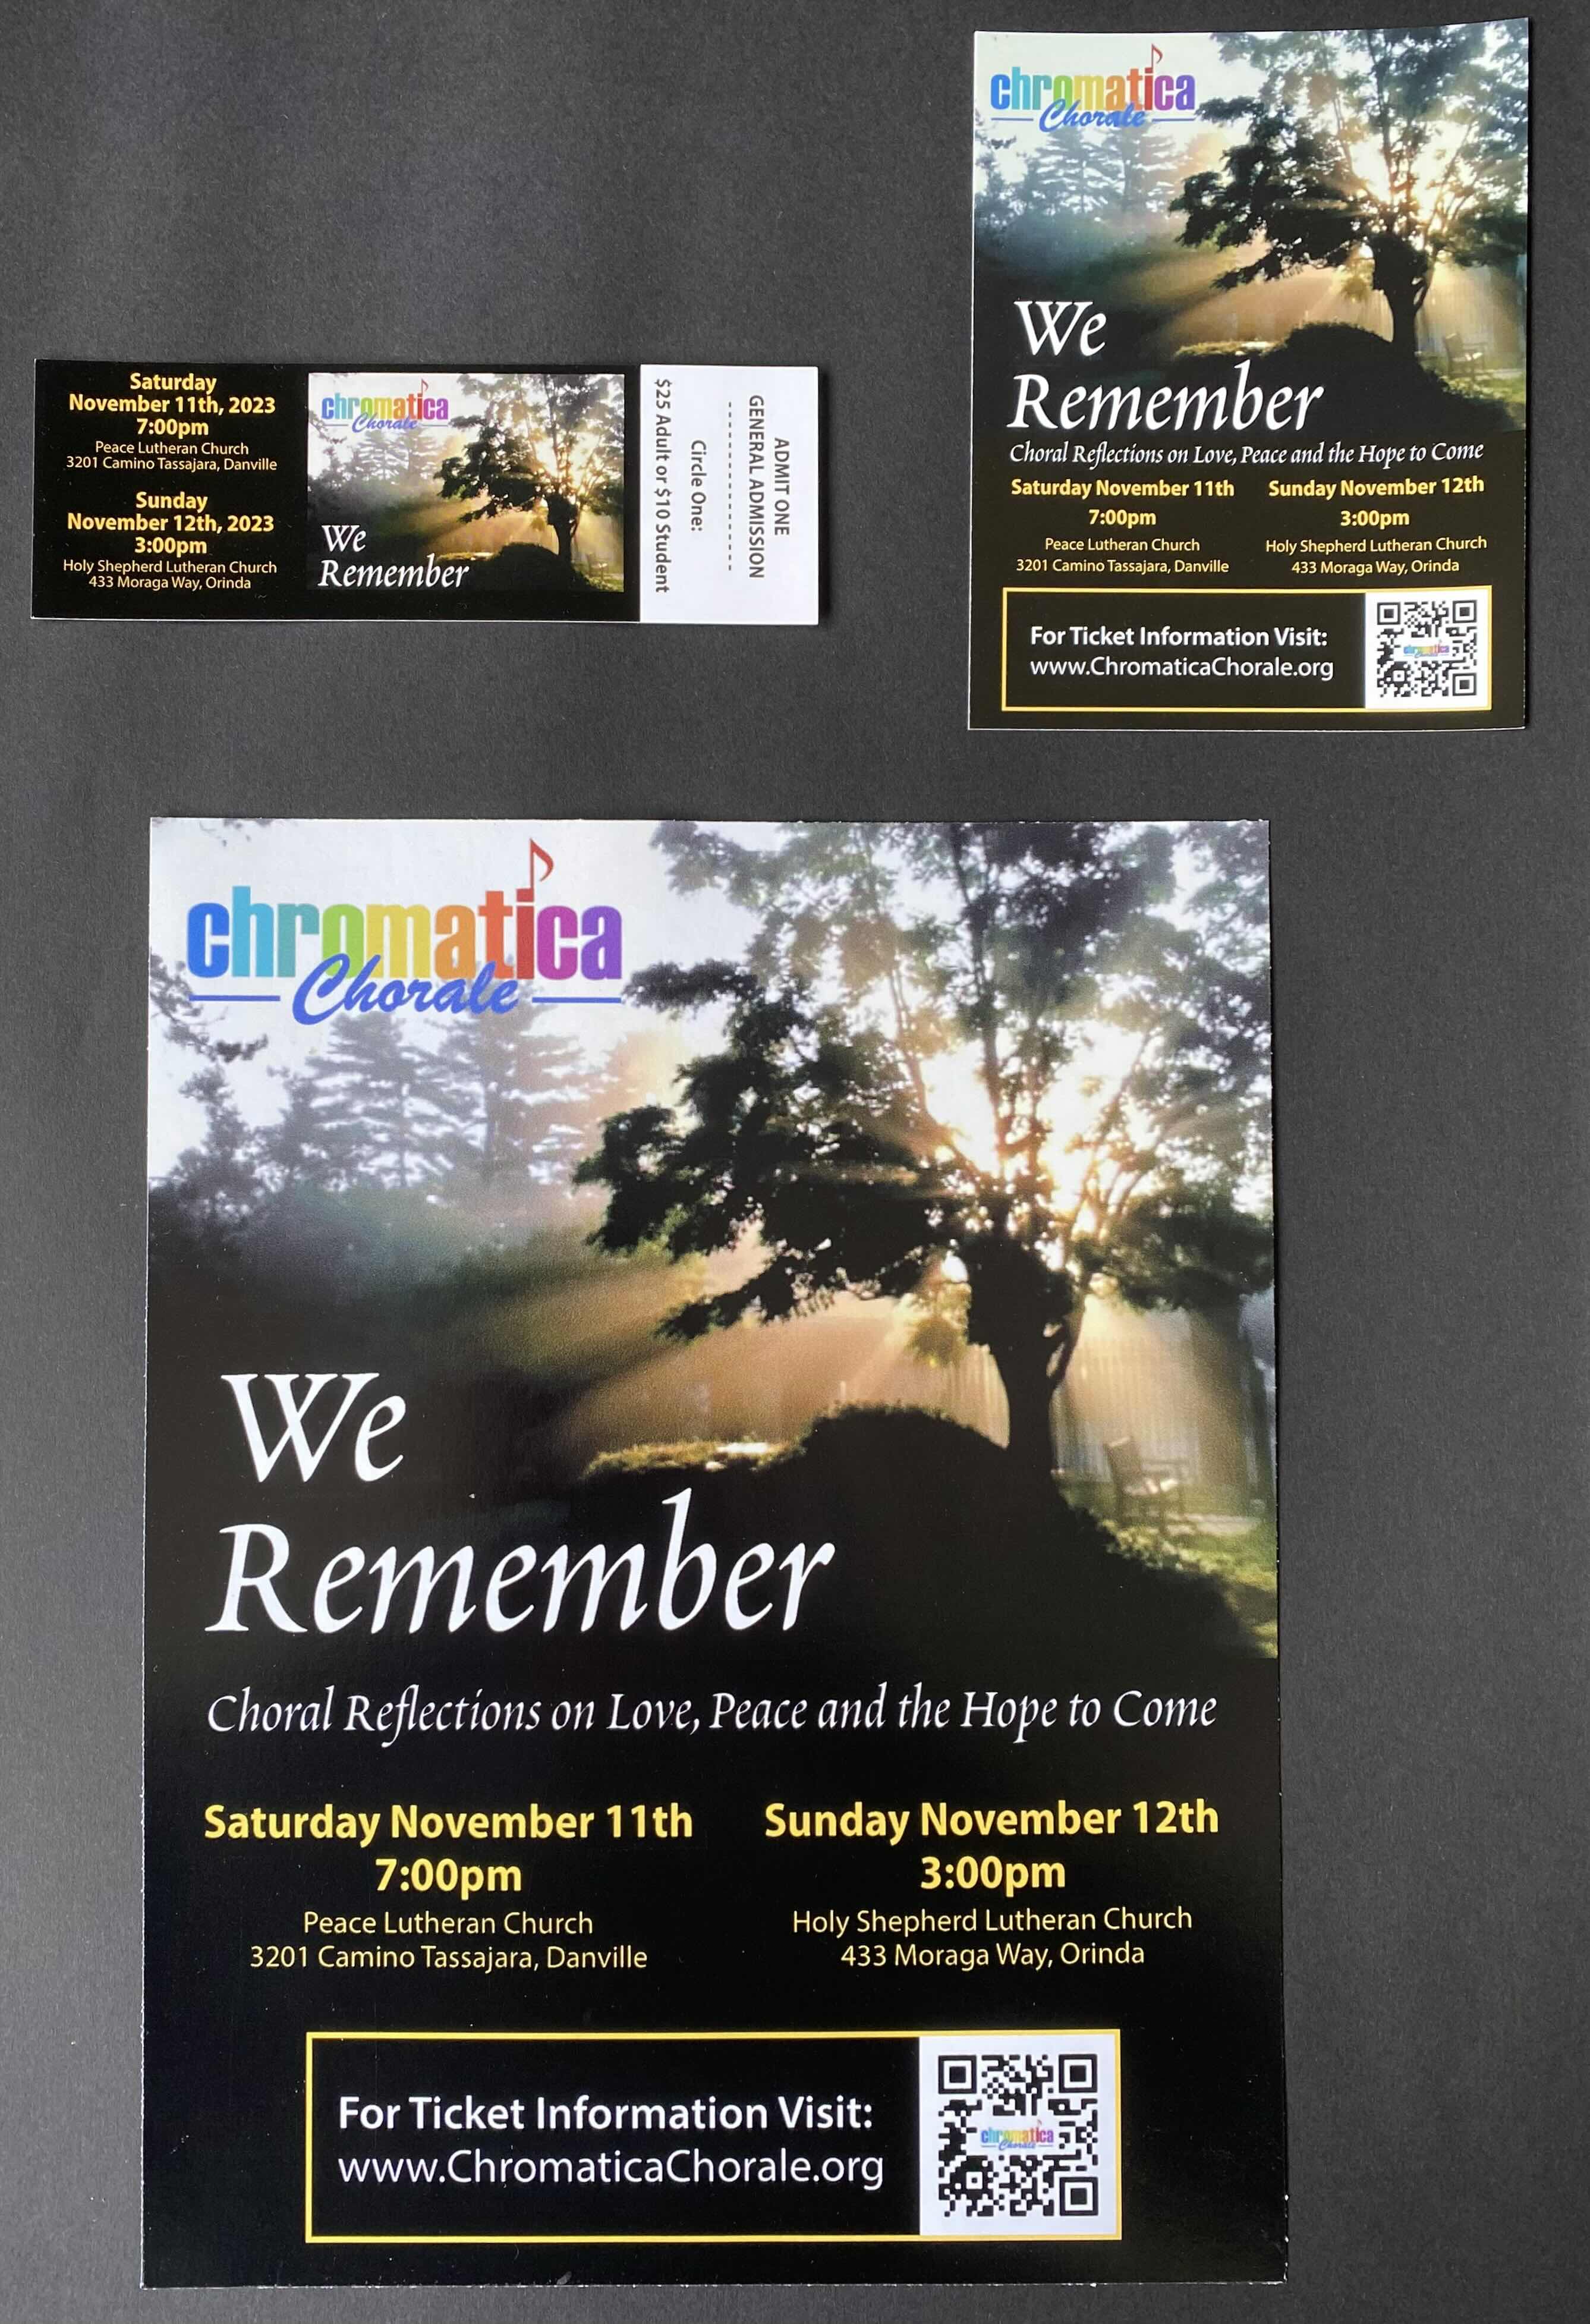 chromatica
Chorale
We
Remember
Choral Reflections on Love, Peace and the Hope to Come
Saturday November 11th
7:00pm
Peace Lutheran Church
3201 Camino Tassajara, Danville
Sunday November 12th
3:00pm
Holy Shepherd Lutheran Church
433 Moraga Way, Orinda
For Ticket Information Visit:
www.ChromaticaChorale.org
chromatica
Chorale
Saturday
November 11th, 2023
7:00pm
Peace Lutheran Church
3201 Camino Tassajara, Danville
Sunday
November 12th, 2023
3:00pm
Holy Shepherd Lutheran Church
433 Moraga Way, Orinda
chromatica
Chorale
We
Remember
ADMIT ONE
GENERAL ADMISSION
--------------
Circle One:
$25 Adult or $10 Student
chromatica
Chorale
We
Remember
Choral Reflections on Love, Peace and the Hope to Come
Saturday November 11th
7:00pm
Peace Lutheran Church
3201 Camino Tassajara, Danville
Sunday November 12th
3:00pm
Holy Shepherd Lutheran Church
433 Moraga Way, Orinda
For Ticket Information Visit:
www.ChromaticaChorale.org
chromatica
Chorale